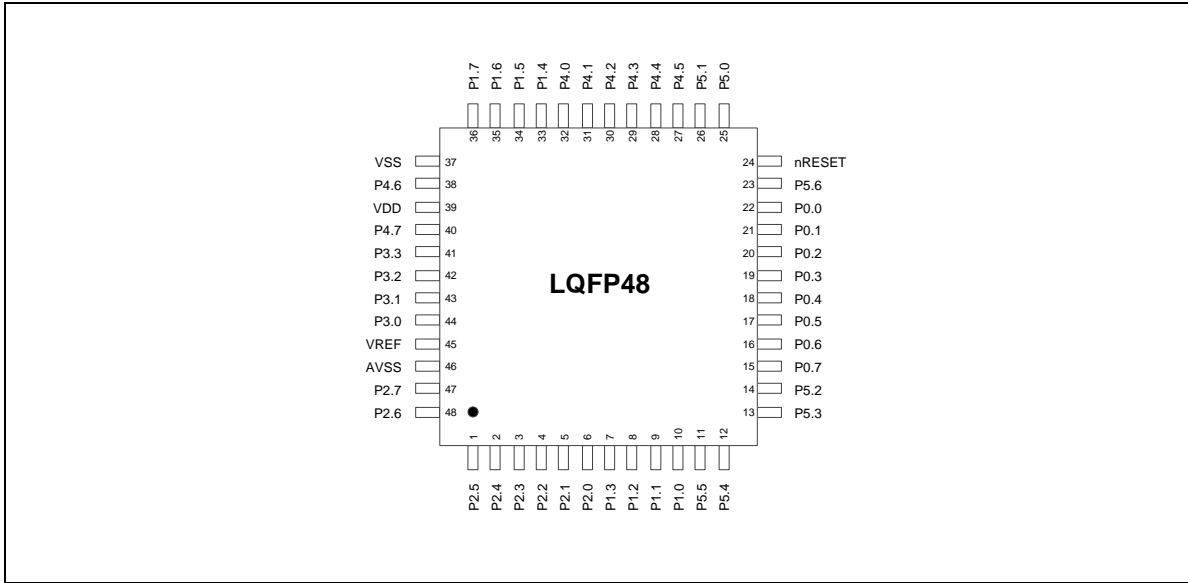 P1.7 P1.6 P1.5 P1.4 P4.0 P4.1 P4.2 P4.3 P4.4 P4.5 P5.1 P5.0
36 35 34 33 32 31 30 29 28 27 26 25
VSS 37 24 nRESET
P4.6 38 23 P5.6
VDD 39 22 P0.0
P4.7 40 21 P0.1
P3.3 41 20 P0.2
P3.2 42 19 P0.3
LQFP48
P3.1 43 18 P0.4
P3.0 44 17 P0.5
VREF 45 16 P0.6
AVSS 46 15 P0.7
P2.7 47 14 P5.2
P2.6 48 13 P5.3
1 2 3 4 5 6 7 8 9 10 11 12
P2.5 P2.4 P2.3 P2.2 P2.1 P2.0 P1.3 P1.2 P1.1 P1.0 P5.5 P5.4